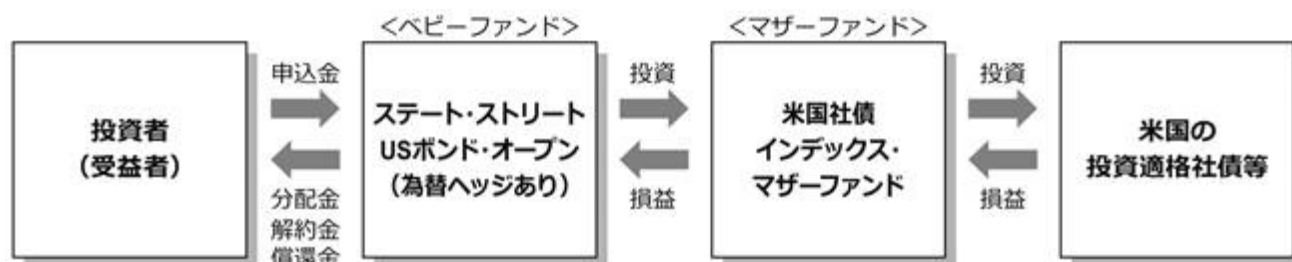 <ベビーファンド>
<マザーファンド>
投資者
(受益者)
申込金
分配金
解約金
償還金
ステート・ストリート
USボンド・オープン
(為替ヘッジあり)
投資
損益
米国社債
インデックス・
マザーファンド
投資
損益
米国の
投資適格社債等